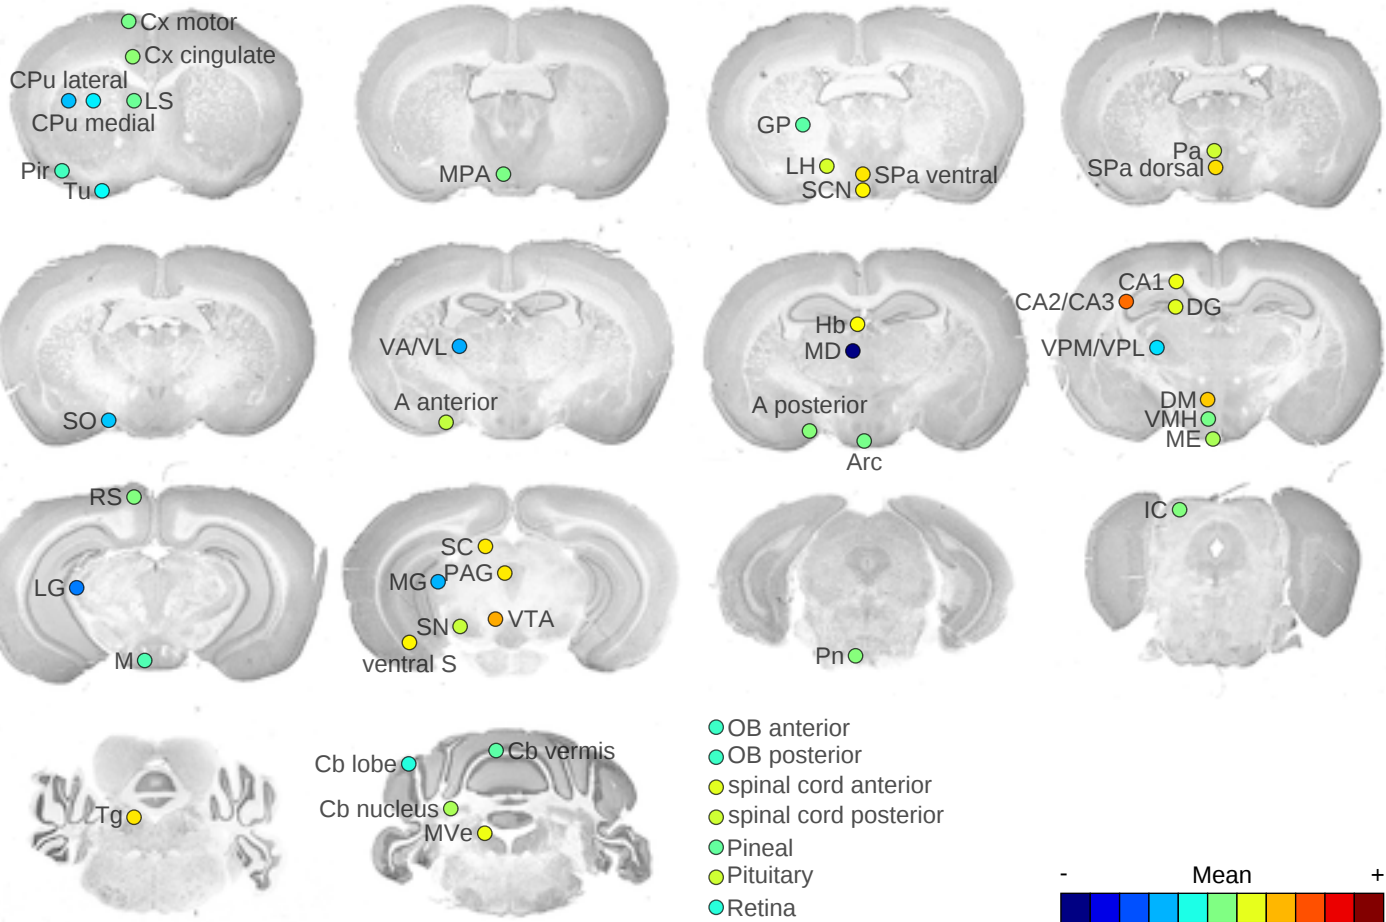 Cx motor
Cx cingulate
CPu lateral
LS
CPu medial
Pir
Tu
MPA
GP
LH
SPa ventral
SCN
Pa
SPa dorsal
SO
VA/VL
A anterior
Hb
MD
A posterior
Arc
CA1
CA2/CA3
DG
VPM/VPL
DM
VMH
ME
RS
LG
M
SC
PAG
MG
SN
VTA
ventral S
Pn
IC
Tg
Cb vermis
Cb lobe
Cb nucleus
MVe
OB anterior
OB posterior
spinal cord anterior
spinal cord posterior
Pineal
Pituitary
Retina
- Mean +